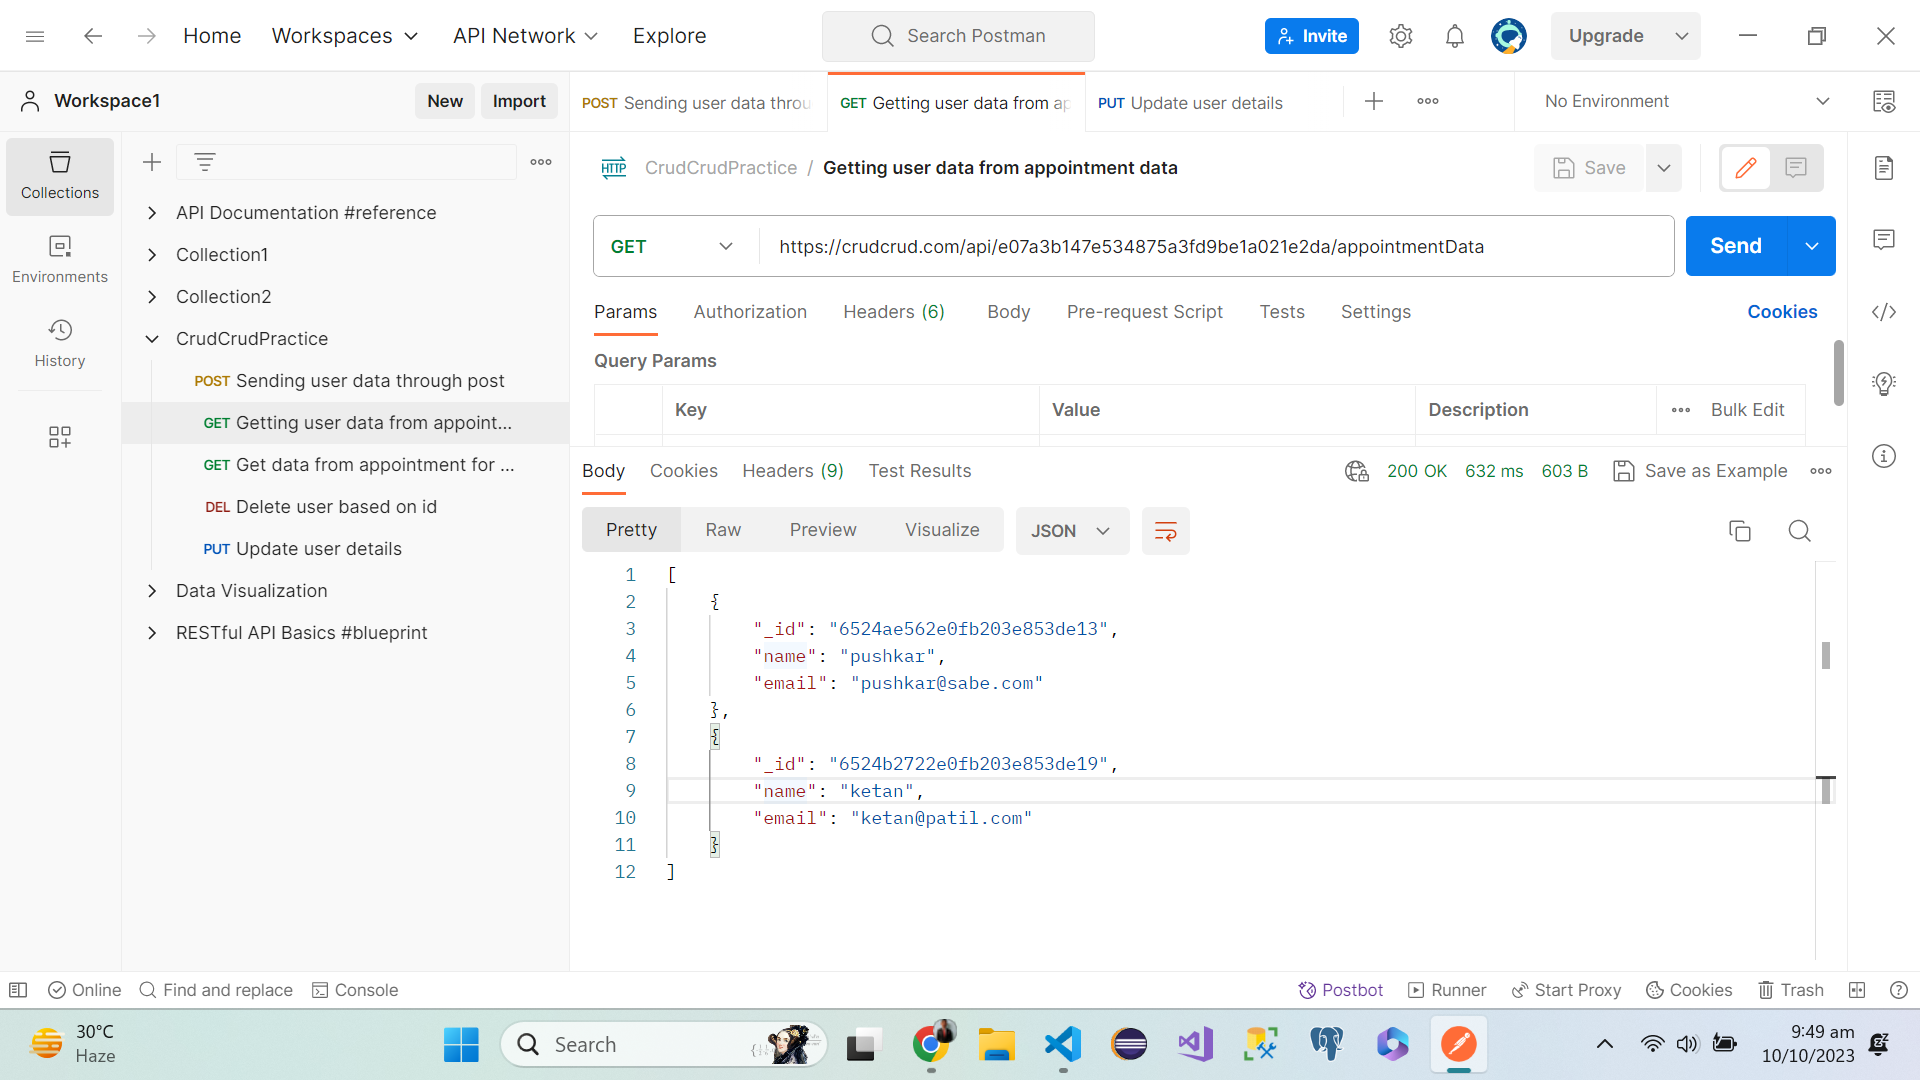 Home Workspaces API Network Explore Search Postman Invite Upgrade
Workspace1 New Import
POST Sending user data throu GET Getting user data from ap PUT Update user details No Environment
Collections
Environments
History
API Documentation #reference
Collection1
Collection2
CrudCrudPractice
POST Sending user data through post
GET Getting user data from appoint...
GET Get data from appointment for ...
DEL Delete user based on id
PUT Update user details
Data Visualization
RESTful API Basics #blueprint
HTTP CrudCrudPractice / Getting user data from appointment data Save
GET https://crudcrud.com/api/e07a3b147e534875a3fd9be1a021e2da/appointmentData Send
Params Authorization Headers (6) Body Pre-request Script Tests Settings Cookies
Query Params
Key Value Description Bulk Edit
Body Cookies Headers (9) Test Results 200 OK 632 ms 603 B Save as Example
Pretty Raw Preview Visualize JSON
1 [
2 {
3 "_id": "6524ae562e0fb203e853de13",
4 "name": "pushkar",
5 "email": "pushkar@sabe.com"
6 },
7 {
8 "_id": "6524b2722e0fb203e853de19",
9 "name": "ketan",
10 "email": "ketan@patil.com"
11 }
12 ]
Online Find and replace Console Postbot Runner Start Proxy Cookies Trash
30°C
Haze
Search
9:49 am
10/10/2023